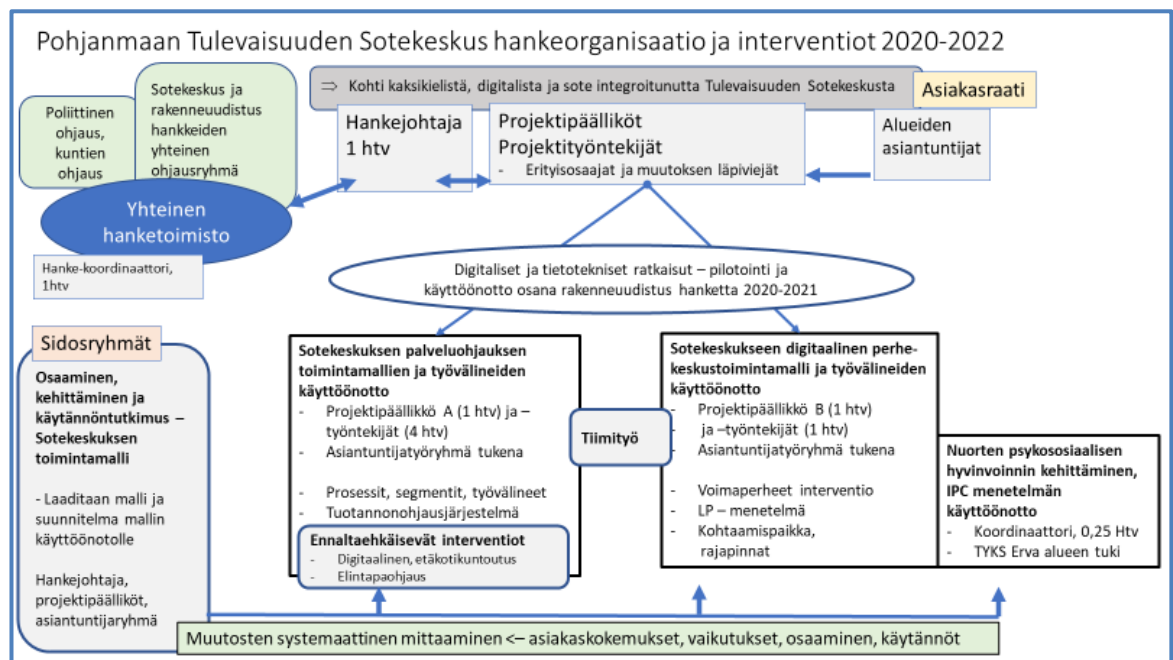 Pohjanmaan Tulevaisuuden Sotekeskus hankeorganisaatio ja interventiot 2020-2022
Poliittinen
ohjaus,
kuntien
ohjaus
Sotekeskus ja
rakenneuudistus
hankkeiden
yhteinen
ohjausryhmä
⇒ Kohti kaksikielistä, digitalista ja sote integroitunutta Tulevaisuuden Sotekeskusta
Asiakasraati
Hankejohtaja
1 htv
Projektipäälliköt
Projektityöntekijät
- Erityisosaajat ja muutoksen läpiviejät
Alueiden
asiantuntijat
Yhteinen
hanketoimisto
Hanke-koordinaattori,
1htv
Digitaliset ja tietotekniset ratkaisut – pilotointi ja
käyttöönotto osana rakenneuudistus hanketta 2020-2021
Sidosryhmät
Osaaminen,
kehittäminen ja
käytännöntutkimus –
Sotekeskuksen
toimintamalli
- Laaditaan malli ja
suunnitelma mallin
käyttöönotolle
Hankejohtaja,
projektipäälliköt,
asiantuntijaryhmä
Sotekeskuksen palveluohjauksen
toimintamallien ja työvälineiden
käyttöönotto
- Projektipäällikkö A (1 htv) ja –
työntekijät (4 htv)
- Asiantuntijatyöryhmä tukena
- Prosessit, segmentit, työvälineet
- Tuotannonohjausjärjestelmä
Ennaltaehkäisevät interventiot
- Digitaalinen, etäkotikuntoutus
- Elintapaohjaus
Tiimityö
Sotekeskukseen digitaalinen perhe-
keskustoimintamalli ja työvälineiden
käyttöönotto
- Projektipäällikkö B (1 htv)
- ja –työntekijät (1 htv)
- Asiantuntijatyöryhmä tukena
- Voimaperheet interventio
- LP – menetelmä
- Kohtaamispaikka,
rajapinnat
Nuorten psykososiaalisen
hyvinvoinnin kehittäminen,
IPC menetelmän
käyttöönotto
- Koordinaattori, 0,25 Htv
- TYKS Erva alueen tuki
Muutosten systemaattinen mittaaminen <– asiakaskokemukset, vaikutukset, osaaminen, käytännöt